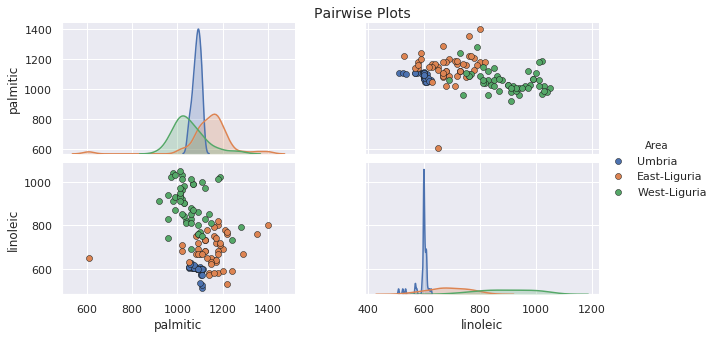 Pairwise Plots
1400
1200
1000
800
600
palmitic
1000
800
600
linoleic
600 800 1000 1200 1400
palmitic
400 600 800 1000 1200
linoleic
Area
Umbria
East-Liguria
West-Liguria